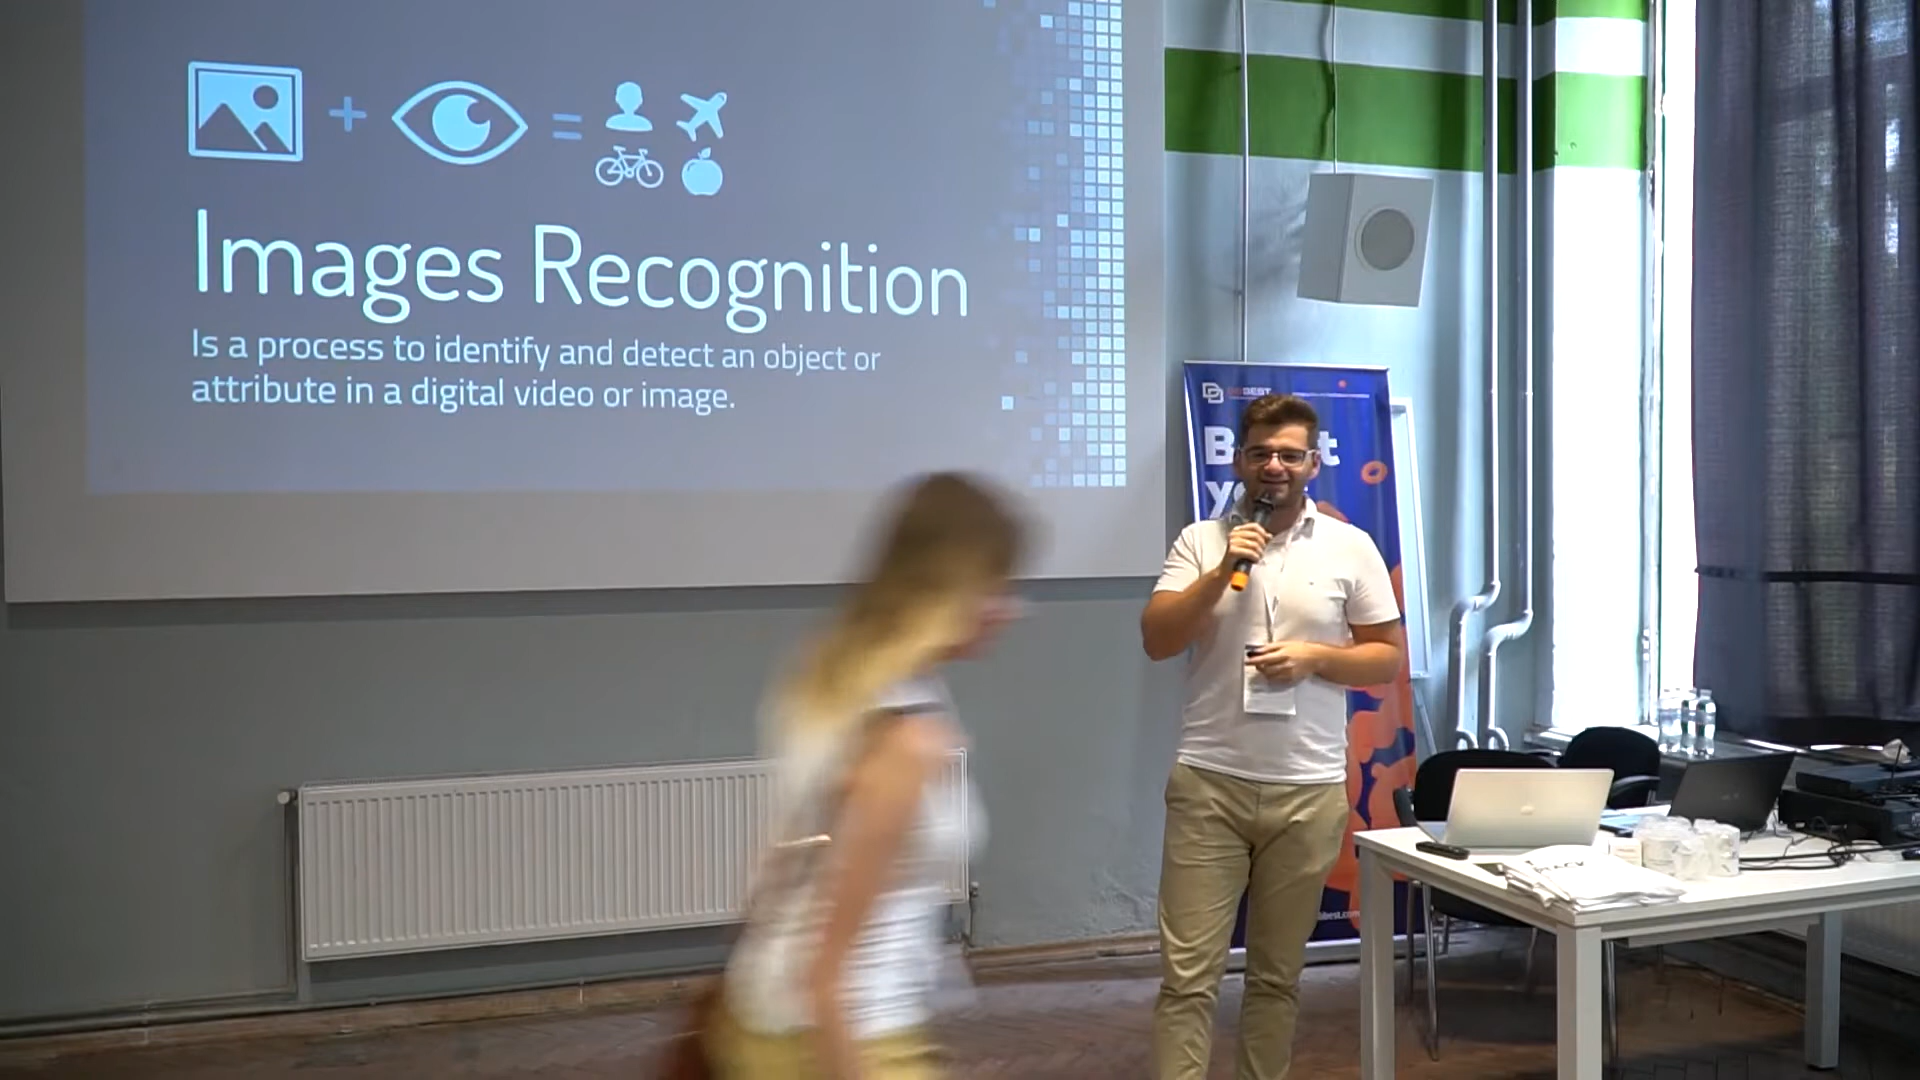 Images Recognition
Is a process to identify and detect an object or
attribute in a digital video or image.